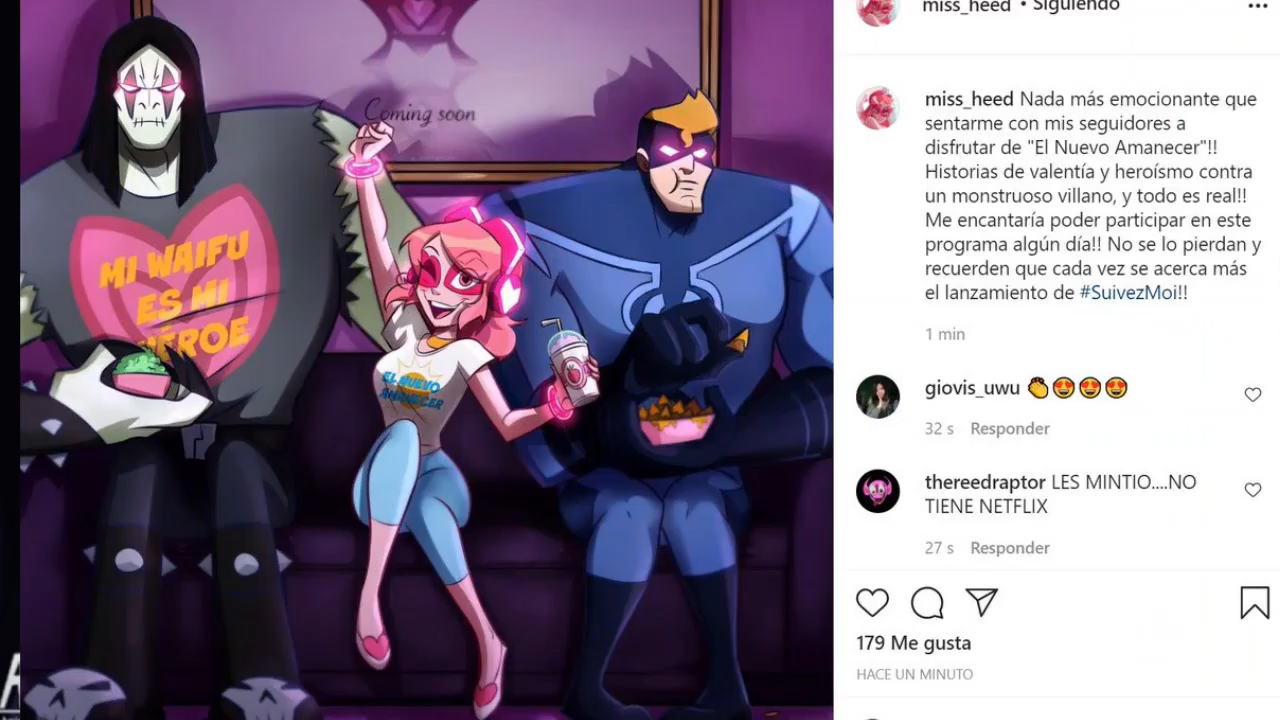 Coming soon
MI WAIFU
ES MI
HÉROE
EL NUEVO
AMANECER
miss_heed • Siguiendo
miss_heed Nada más emocionante que
sentarme con mis seguidores a
disfrutar de "El Nuevo Amanecer"!!
Historias de valentía y heroísmo contra
un monstruoso villano, y todo es real!!
Me encantaría poder participar en este
programa algún día!! No se lo pierdan y
recuerden que cada vez se acerca más
el lanzamiento de #SuivezMoi!!
1 min
giovis_uwu 👏😍😍😍
32 s Responder
thereedraptor LES MINTIO....NO
TIENE NETFLIX
27 s Responder
179 Me gusta
HACE UN MINUTO